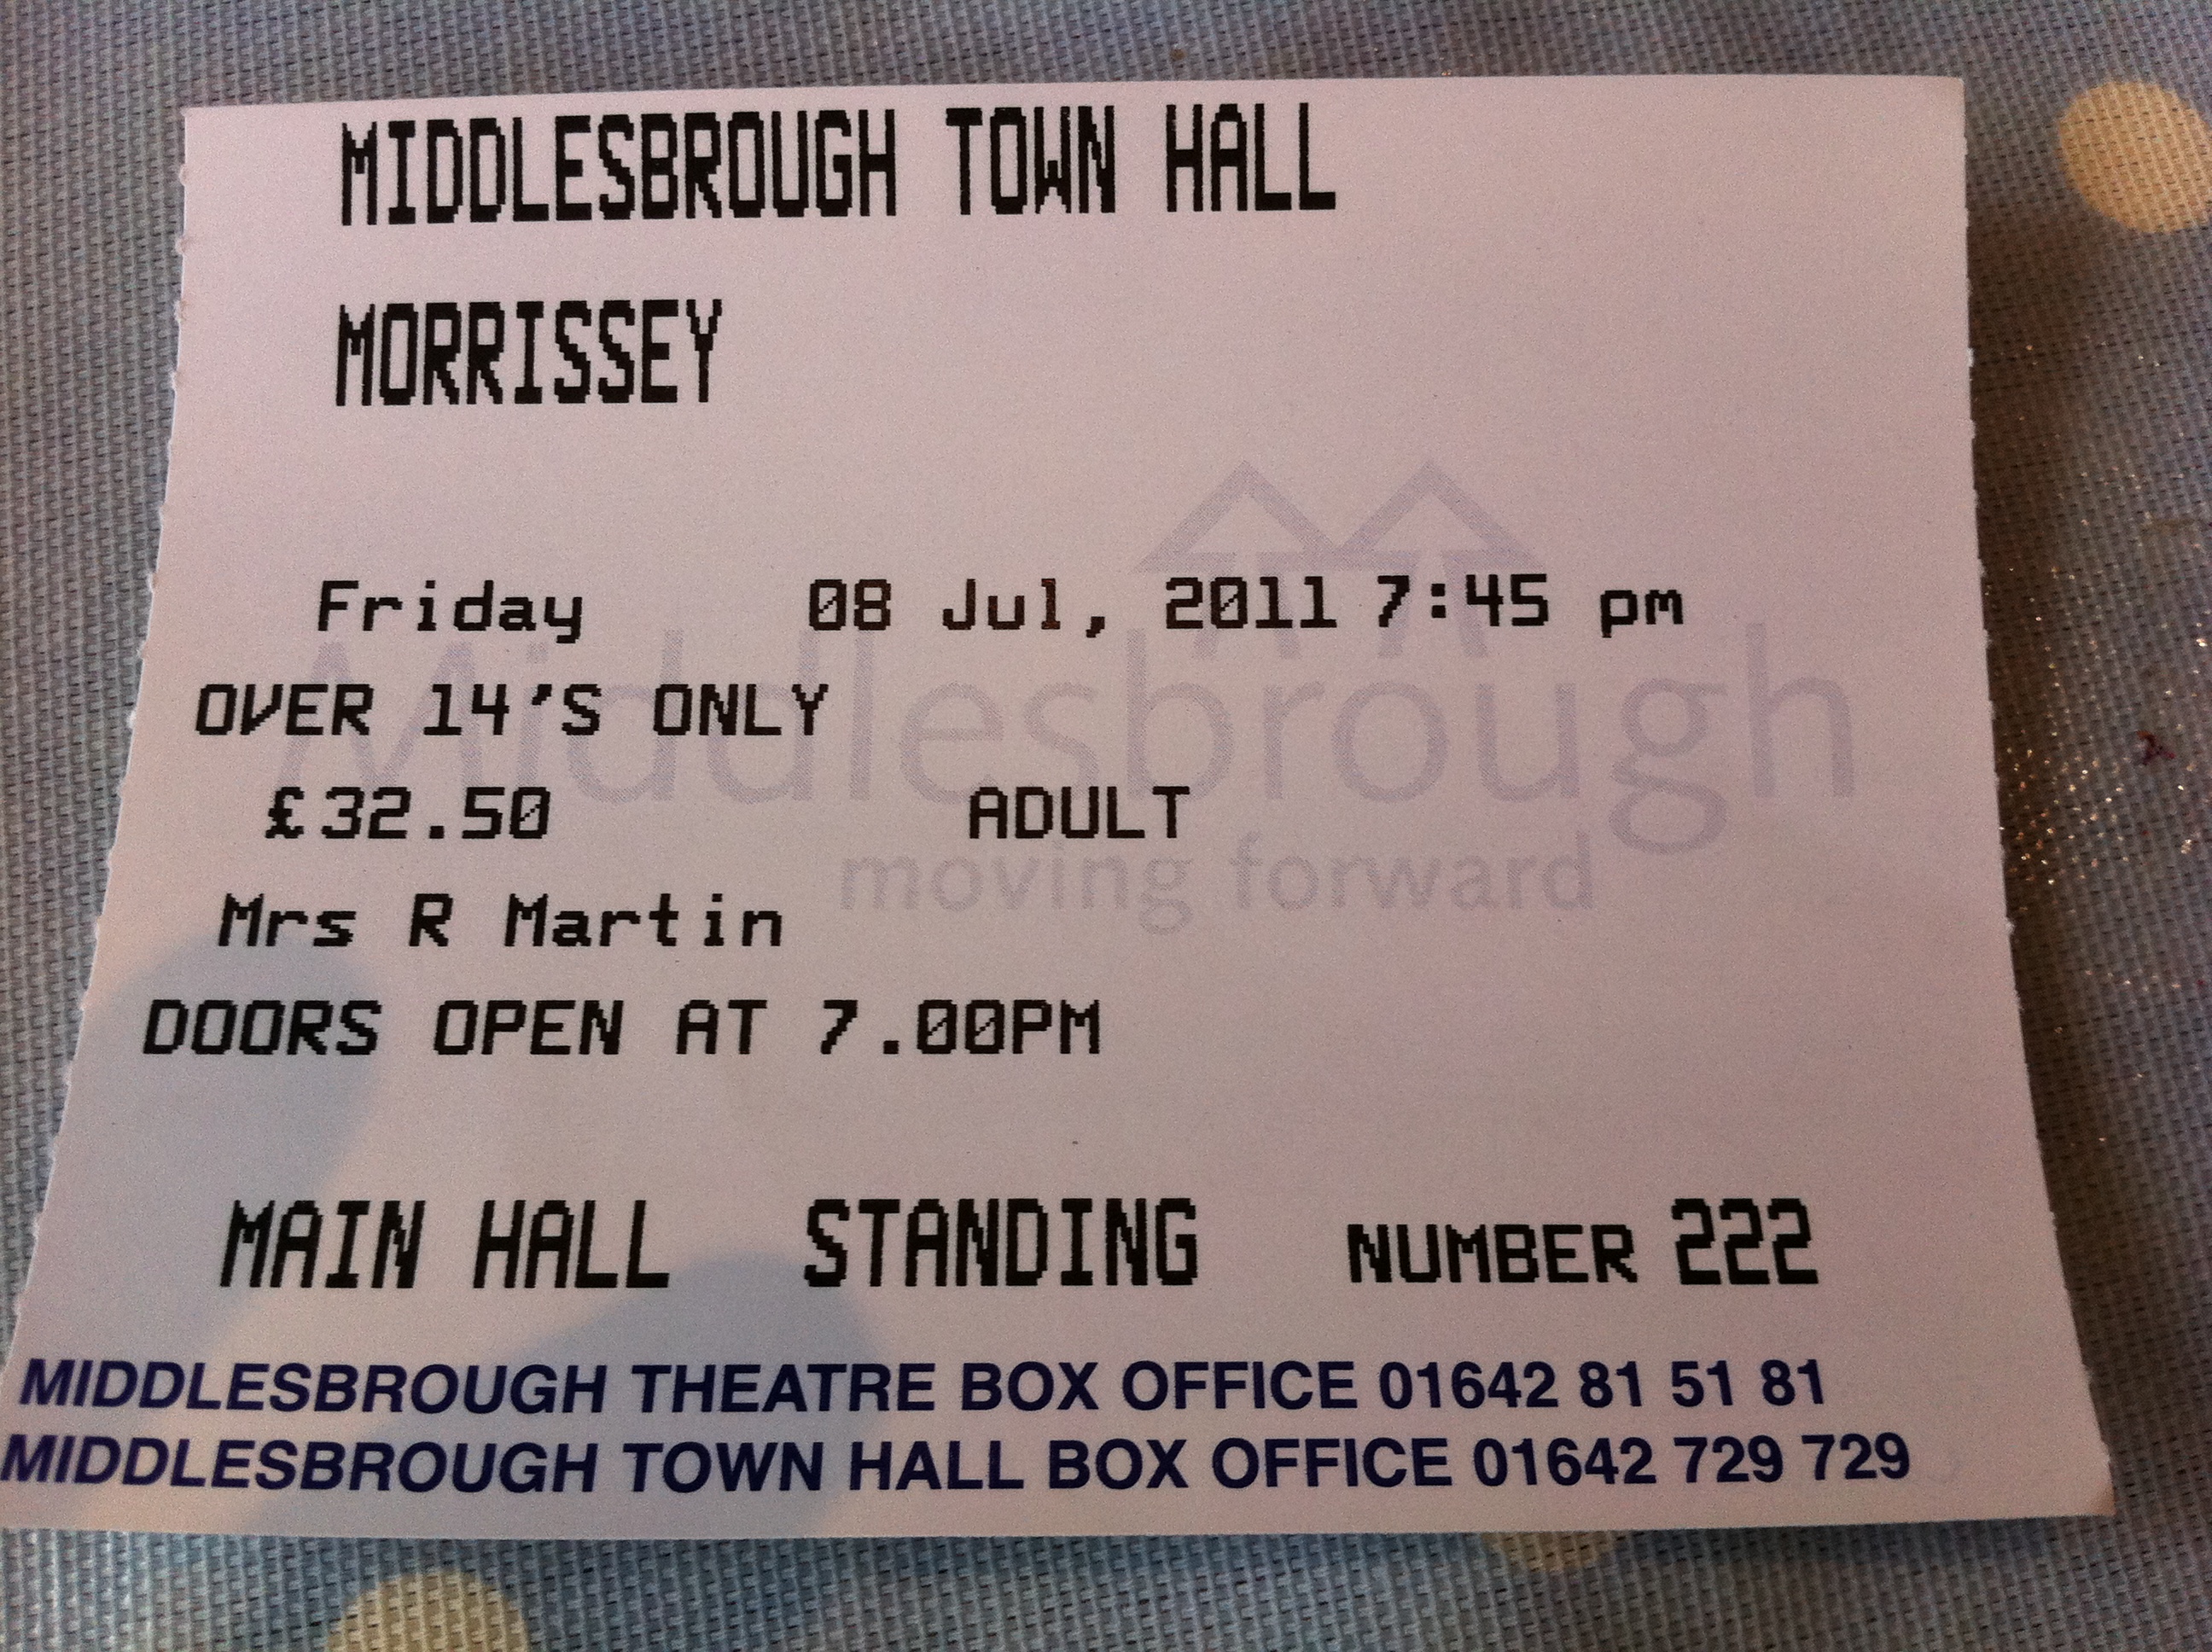 MIDDLESBROUGH TOWN HALL
MORRISSEY
Friday 08 Jul, 2011 7:45 pm
Middlesbrough
OVER 14'S ONLY
£32.50 ADULT
moving forward
Mrs R Martin
DOORS OPEN AT 7.00PM
MAIN HALL STANDING NUMBER 222
MIDDLESBROUGH THEATRE BOX OFFICE 01642 81 51 81
MIDDLESBROUGH TOWN HALL BOX OFFICE 01642 729 729